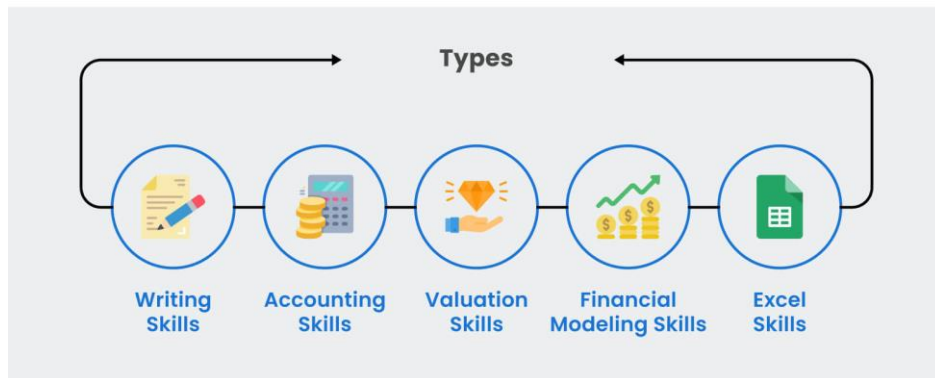 Types
Writing
Skills
Accounting
Skills
Valuation
Skills
Financial
Modeling Skills
Excel
Skills